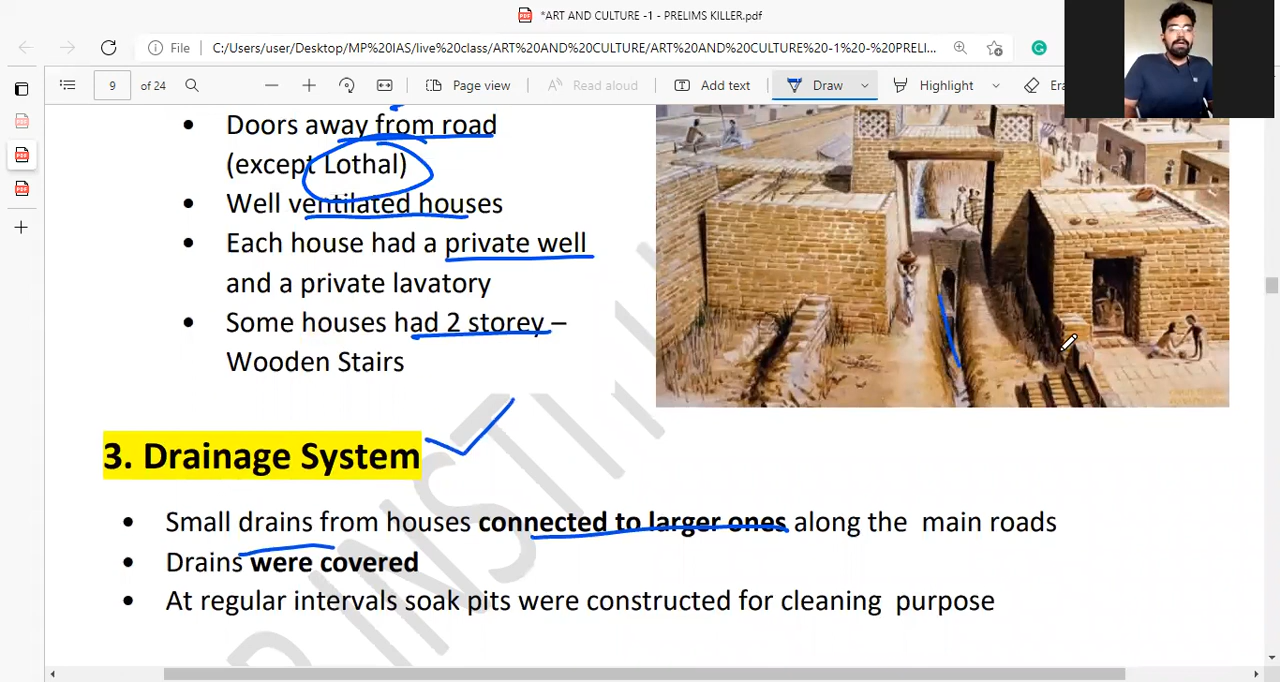 *ART AND CULTURE -1 - PRELIMS KILLER.pdf
File C:/Users/user/Desktop/MP%20IAS/live%20class/ART%20AND%20CULTURE/ART%20AND%20CULTURE%20-1%20-%20PRELI...
9 of 24 Page view Read aloud Add text Draw Highlight Era
• Doors away from road
(except Lothal)
• Well ventilated houses
• Each house had a private well
and a private lavatory
• Some houses had 2 storey –
Wooden Stairs
3. Drainage System
• Small drains from houses connected to larger ones along the main roads
• Drains were covered
• At regular intervals soak pits were constructed for cleaning purpose